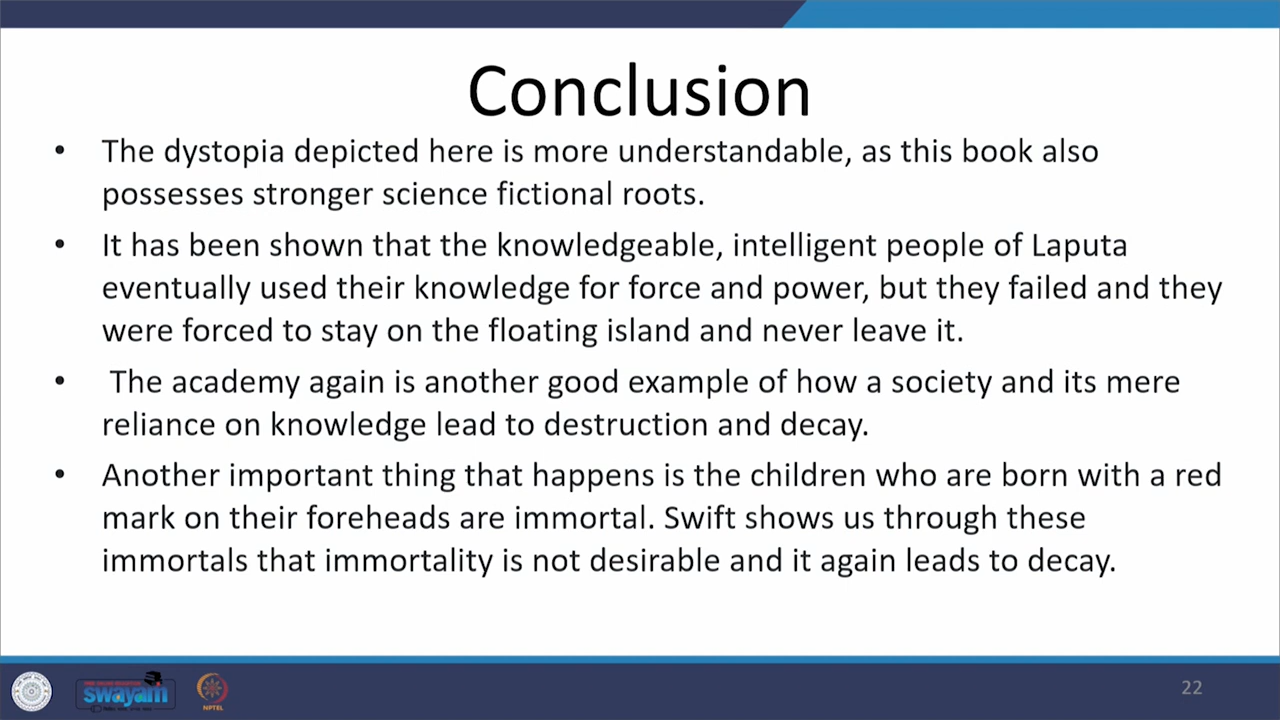 Conclusion
• The dystopia depicted here is more understandable, as this book also
possesses stronger science fictional roots.
• It has been shown that the knowledgeable, intelligent people of Laputa
eventually used their knowledge for force and power, but they failed and they
were forced to stay on the floating island and never leave it.
• The academy again is another good example of how a society and its mere
reliance on knowledge lead to destruction and decay.
• Another important thing that happens is the children who are born with a red
mark on their foreheads are immortal. Swift shows us through these
immortals that immortality is not desirable and it again leads to decay.
swayam
NPTEL
22